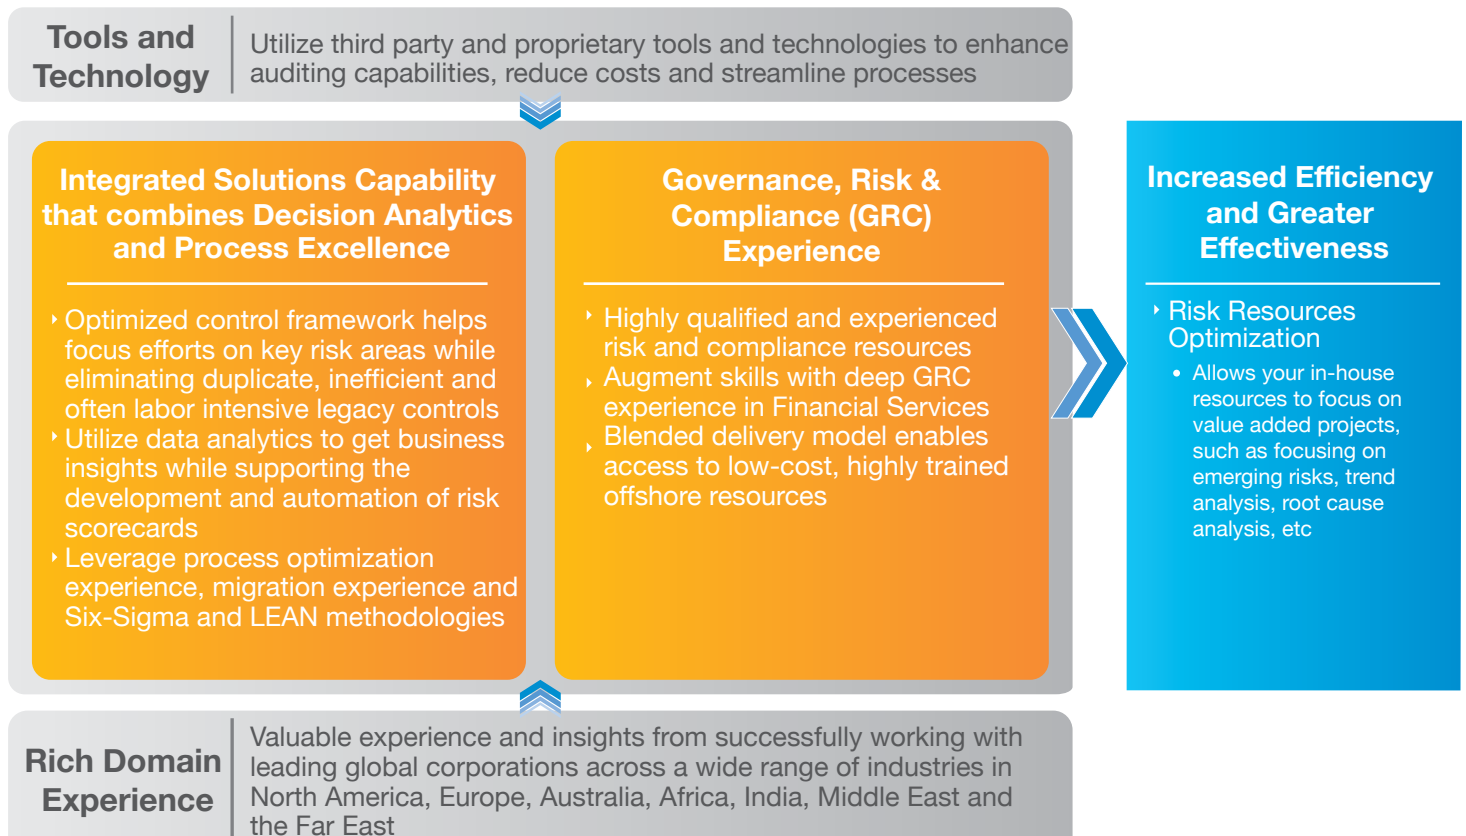 Tools and
Technology
Utilize third party and proprietary tools and technologies to enhance
auditing capabilities, reduce costs and streamline processes
Integrated Solutions Capability
that combines Decision Analytics
and Process Excellence
Optimized control framework helps
focus efforts on key risk areas while
eliminating duplicate, inefficient and
often labor intensive legacy controls
Utilize data analytics to get business
insights while supporting the
development and automation of risk
scorecards
Leverage process optimization
experience, migration experience and
Six-Sigma and LEAN methodologies
Governance, Risk &
Compliance (GRC)
Experience
Highly qualified and experienced
risk and compliance resources
Augment skills with deep GRC
experience in Financial Services
Blended delivery model enables
access to low-cost, highly trained
offshore resources
Increased Efficiency
and Greater
Effectiveness
Risk Resources
Optimization
• Allows your in-house
resources to focus on
value added projects,
such as focusing on
emerging risks, trend
analysis, root cause
analysis, etc
Rich Domain
Experience
Valuable experience and insights from successfully working with
leading global corporations across a wide range of industries in
North America, Europe, Australia, Africa, India, Middle East and
the Far East